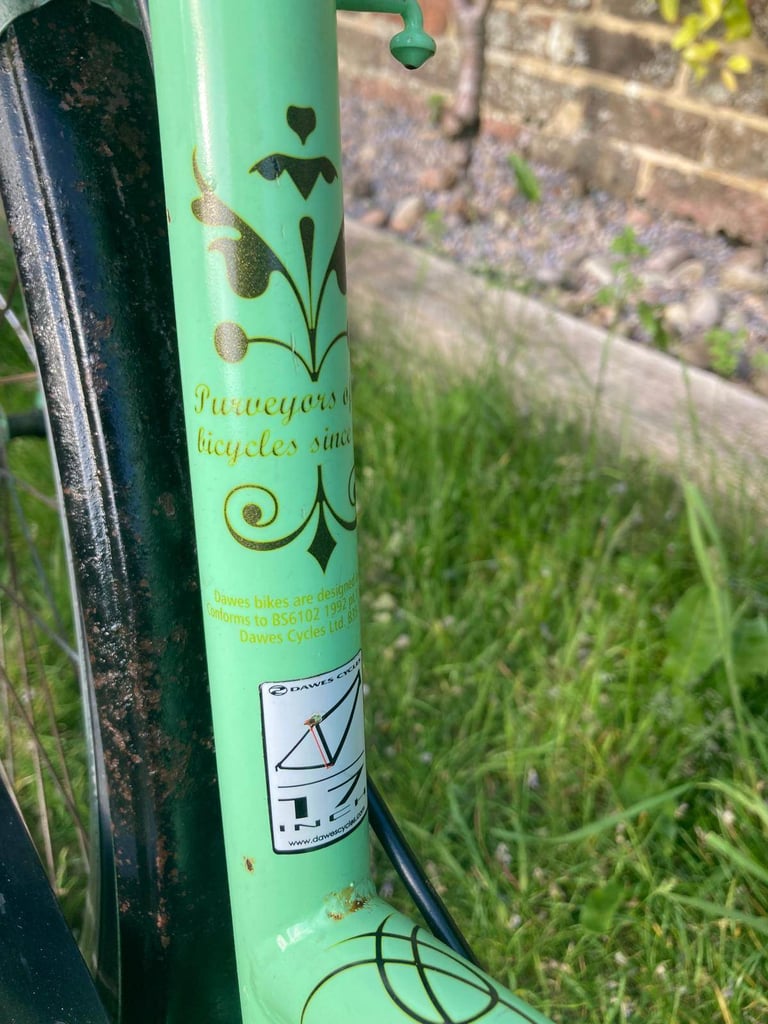 Purveyors
bicycles since
Dawes bikes are designed
Conforms to BS6102 1992
Dawes Cycles Ltd.
DAWES CYCLES
17
INCH
www.dawescycles.com